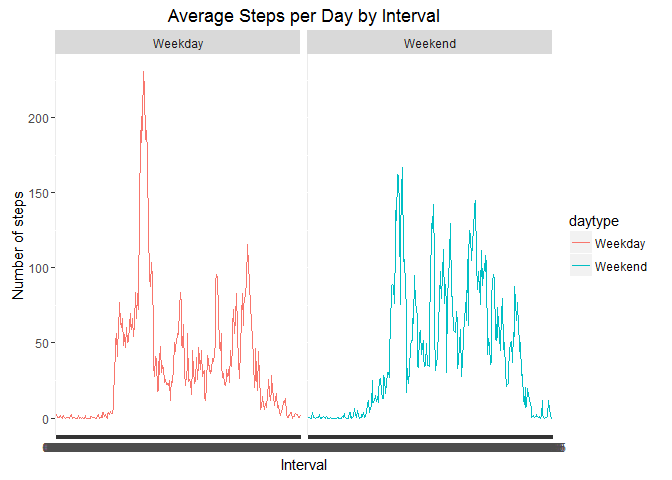 Average Steps per Day by Interval
Weekday
Weekend
200
150
100
50
0
Number of steps
Interval
daytype
Weekday
Weekend